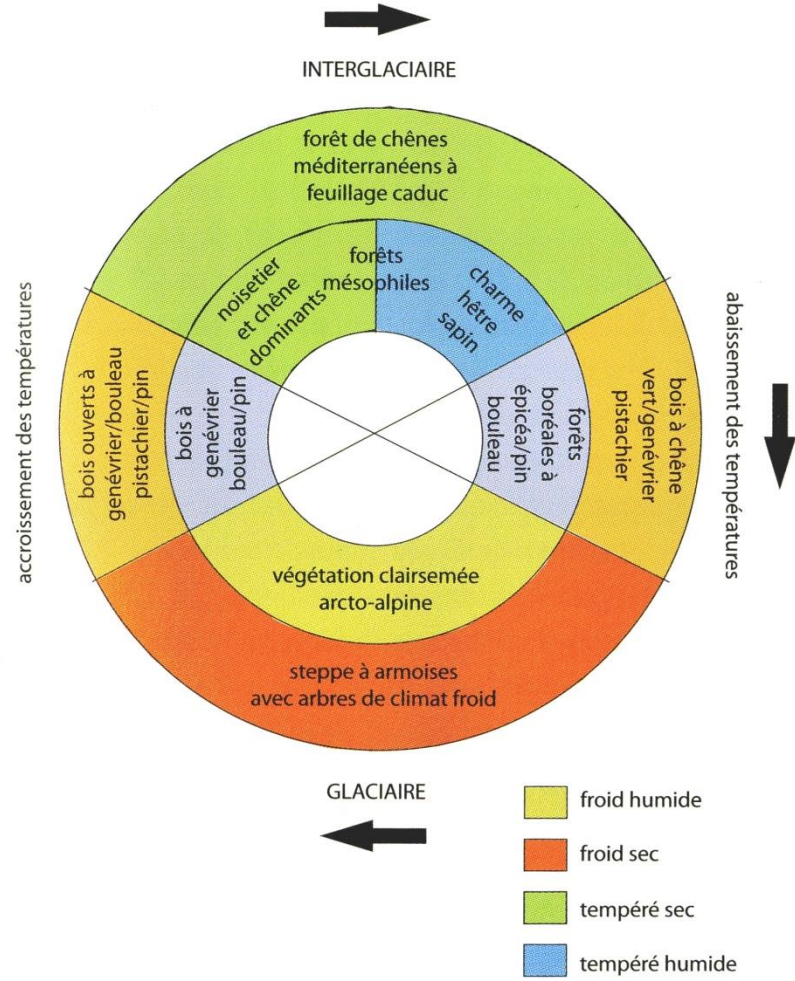 INTERGLACIAIRE
forêt de chênes
méditerranéens à
feuillage caduc
forêts
mésophiles
noisetier
et chêne
dominants
charme
hêtre
sapin
accroissement des températures
bois ouverts à
genévrier/bouleau
pistachier/pin
bois à
genévrier
bouleau/pin
forêts
boréales à
épicéa/pin
bouleau
bois à chêne
vert/genévrier
pistachier
abaissement des températures
végétation clairsemée
arcto-alpine
steppe à armoises
avec arbres de climat froid
GLACIAIRE
froid humide
froid sec
tempéré sec
tempéré humide